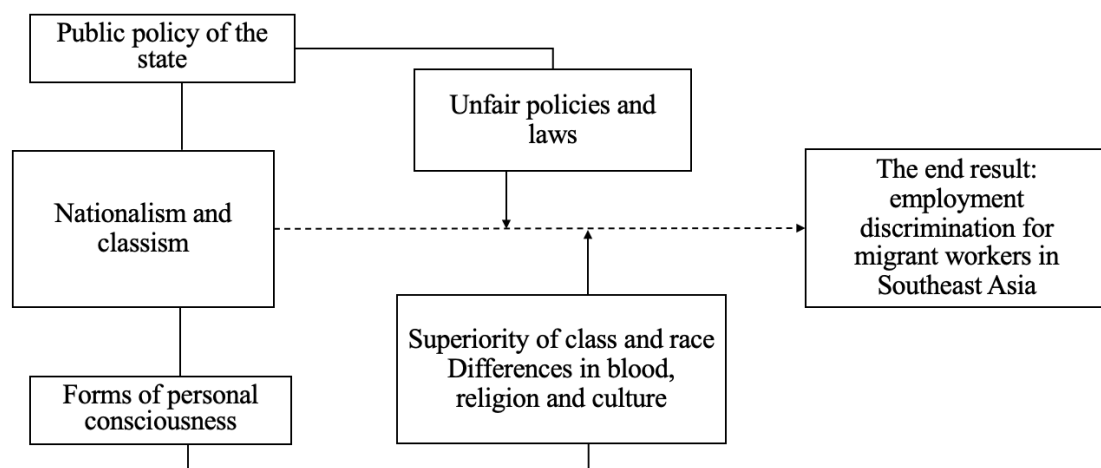 Public policy of the
state
Unfair policies and
laws
Nationalism and
classism
The end result:
employment
discrimination for
migrant workers in
Southeast Asia
Superiority of class and race
Differences in blood,
religion and culture
Forms of personal
consciousness